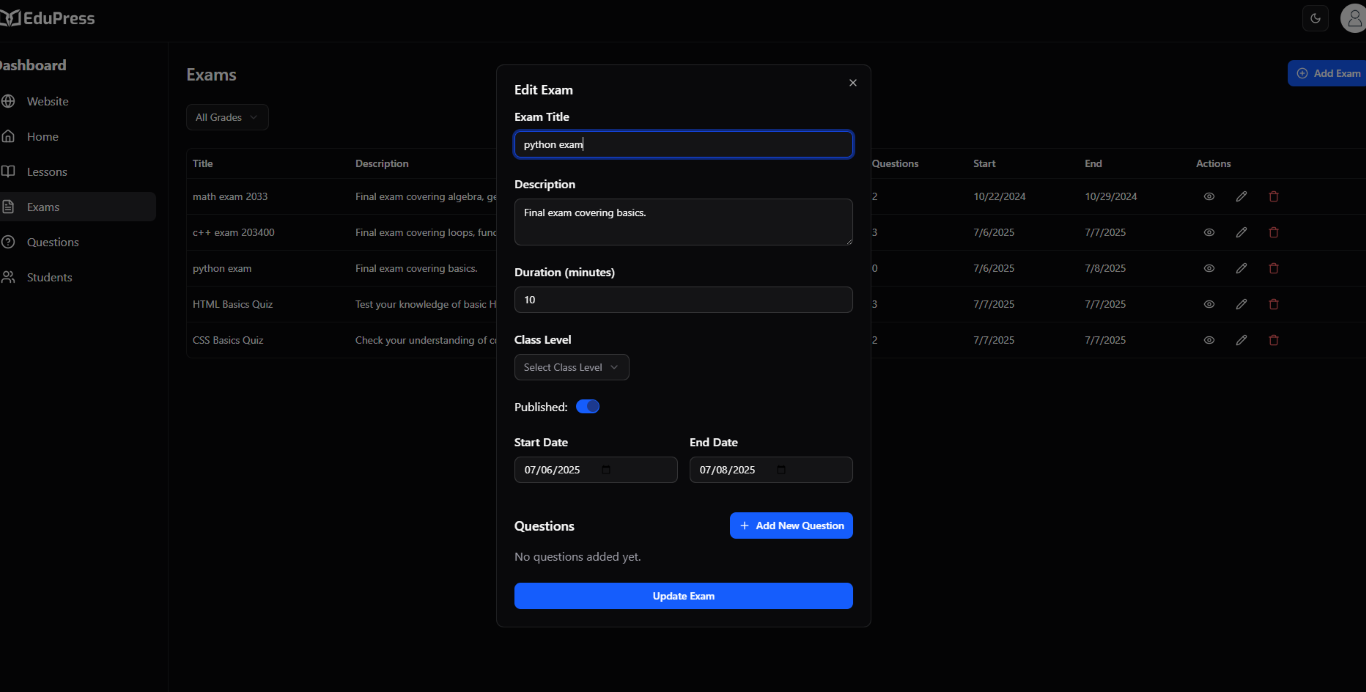 EduPress
Dashboard
Website
Home
Lessons
Exams
Questions
Students
Exams
Add Exam
All Grades
Title Description Questions Start End Actions
math exam 2033 Final exam covering algebra, ge 2 10/22/2024 10/29/2024
c++ exam 203400 Final exam covering loops, func 3 7/6/2025 7/7/2025
python exam Final exam covering basics. 0 7/6/2025 7/8/2025
HTML Basics Quiz Test your knowledge of basic H 3 7/7/2025 7/7/2025
CSS Basics Quiz Check your understanding of co 2 7/7/2025 7/7/2025
Edit Exam
Exam Title
python exam
Description
Final exam covering basics.
Duration (minutes)
10
Class Level
Select Class Level
Published:
Start Date End Date
07/06/2025 07/08/2025
Questions + Add New Question
No questions added yet.
Update Exam